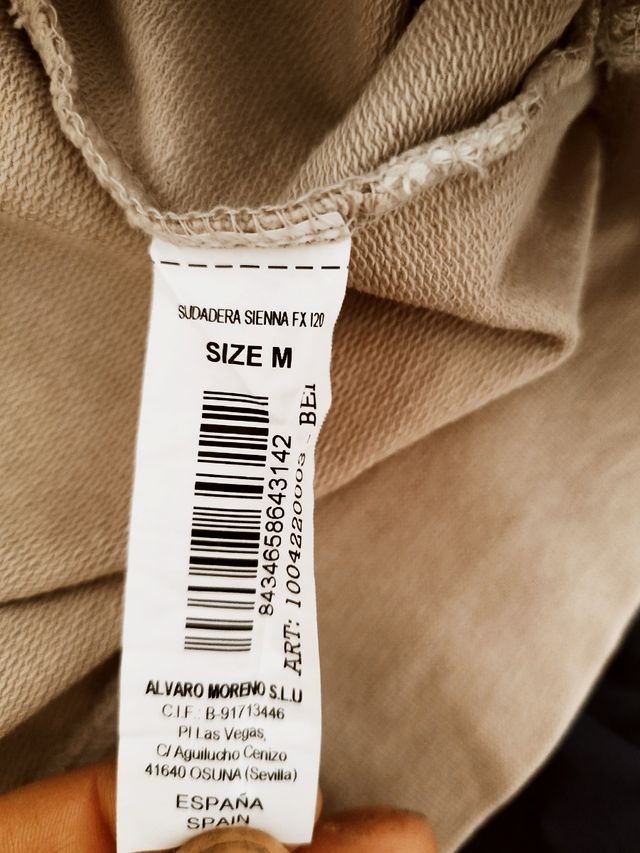 SUDADERA SIENNA FX 120
SIZE M
8434658643142
ART: 1004220003 - BEI
ALVARO MORENO S.L.U
C.I.F.: B-91713446
Pl Las Vegas,
C/ Aguilucho Cenizo
41640 OSUNA (Sevilla)
ESPAÑA
SPAIN